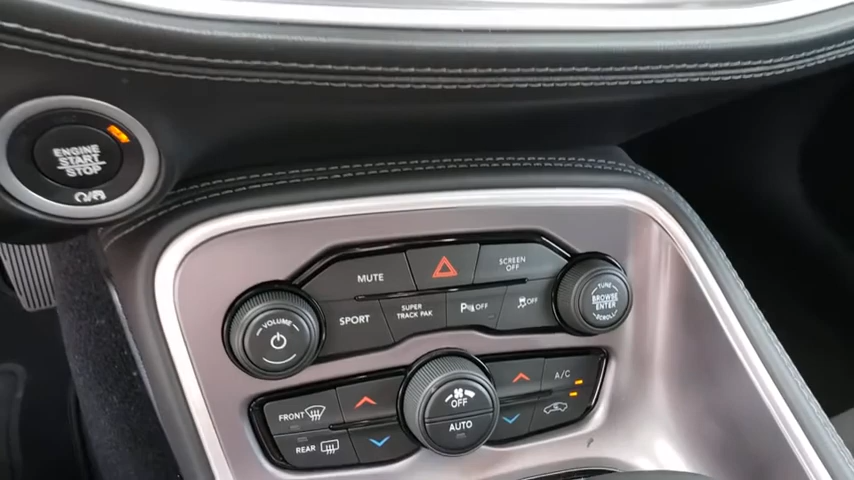 ENGINE
START
STOP
MUTE
SCREEN
OFF
SPORT
SUPER
TRACK PAK
P OFF
OFF
VOLUME
TUNE
BROWSE
ENTER
SCROLL
FRONT
REAR
OFF
AUTO
A/C